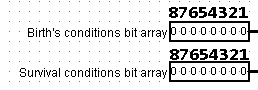 87654321
Birth's conditions bit array 00000000
87654321
Survival conditions bit array 00000000